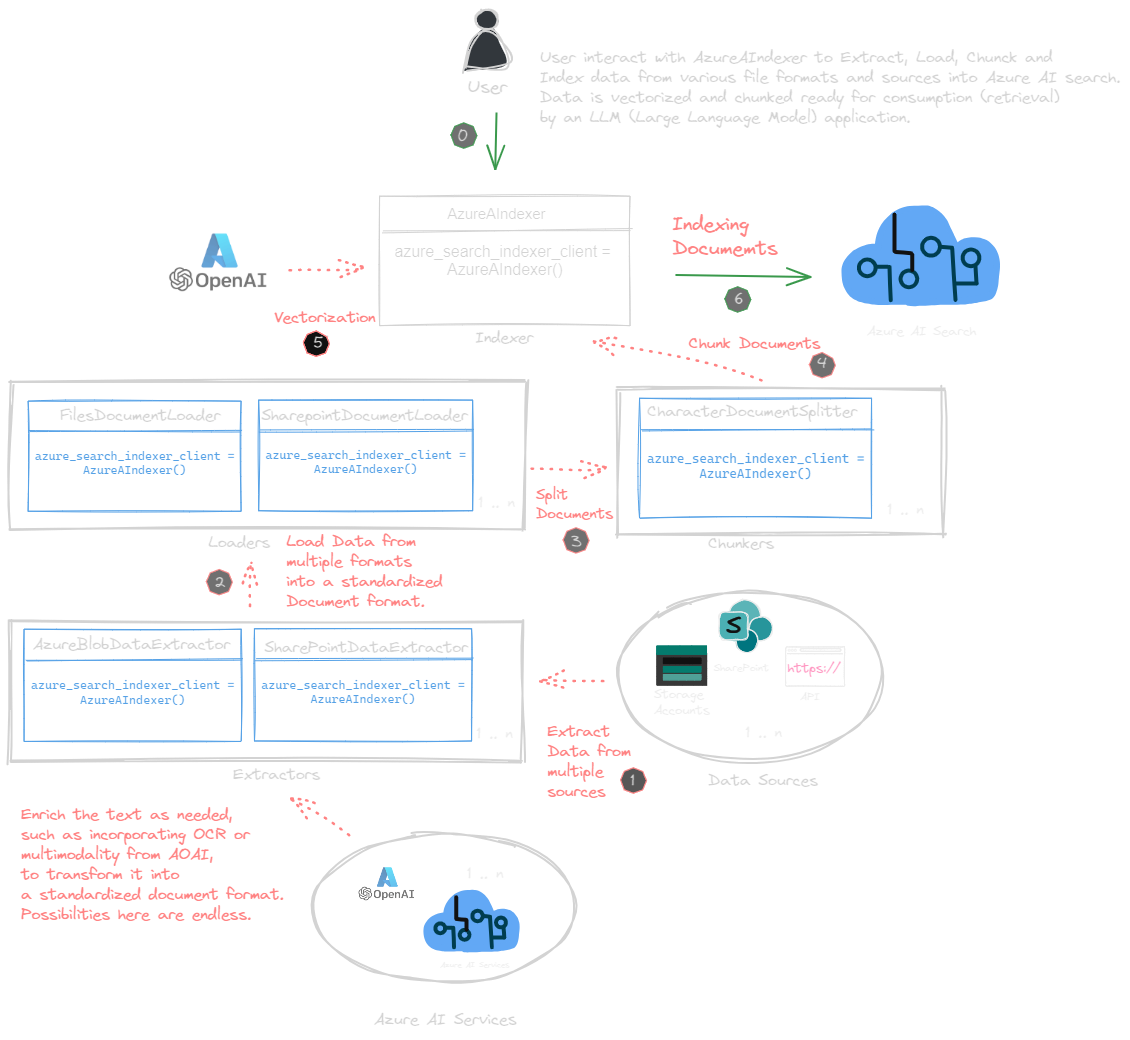 User interact with AzureAIndexer to Extract, Load, Chunck and
Index data from various file formats and sources into Azure AI search.
Data is vectorized and chunked ready for consumption (retrieval)
by an LLM (Large Language Model) application.
User
0
AzureAIndexer
azure_search_indexer_client =
AzureAIndexer()
Indexer
OpenAI
Vectorization
5
Indexing
Documemts
6
Azure AI Search
Chunk Documents
4
FilesDocumentLoader
azure_search_indexer_client =
AzureAIndexer()
SharepointDocumentLoader
azure_search_indexer_client =
AzureAIndexer()
1 .. n
Loaders
Split
Documents
3
CharacterDocumentSplitter
azure_search_indexer_client =
AzureAIndexer()
1 .. n
Chunkers
2
Load Data from
multiple formats
into a standardized
Document format.
AzureBlobDataExtractor
azure_search_indexer_client =
AzureAIndexer()
SharePointDataExtractor
azure_search_indexer_client =
AzureAIndexer()
1 .. n
Extractors
Extract
Data from
multiple
sources
1
S
SharePoint
Storage
Accounts
https://
API
1 .. n
Data Sources
Enrich the text as needed,
such as incorporating OCR or
multimodality from AOAI,
to transform it into
a standardized document format.
Possibilities here are endless.
1 .. n
OpenAI
Azure AI Services
Azure AI Services